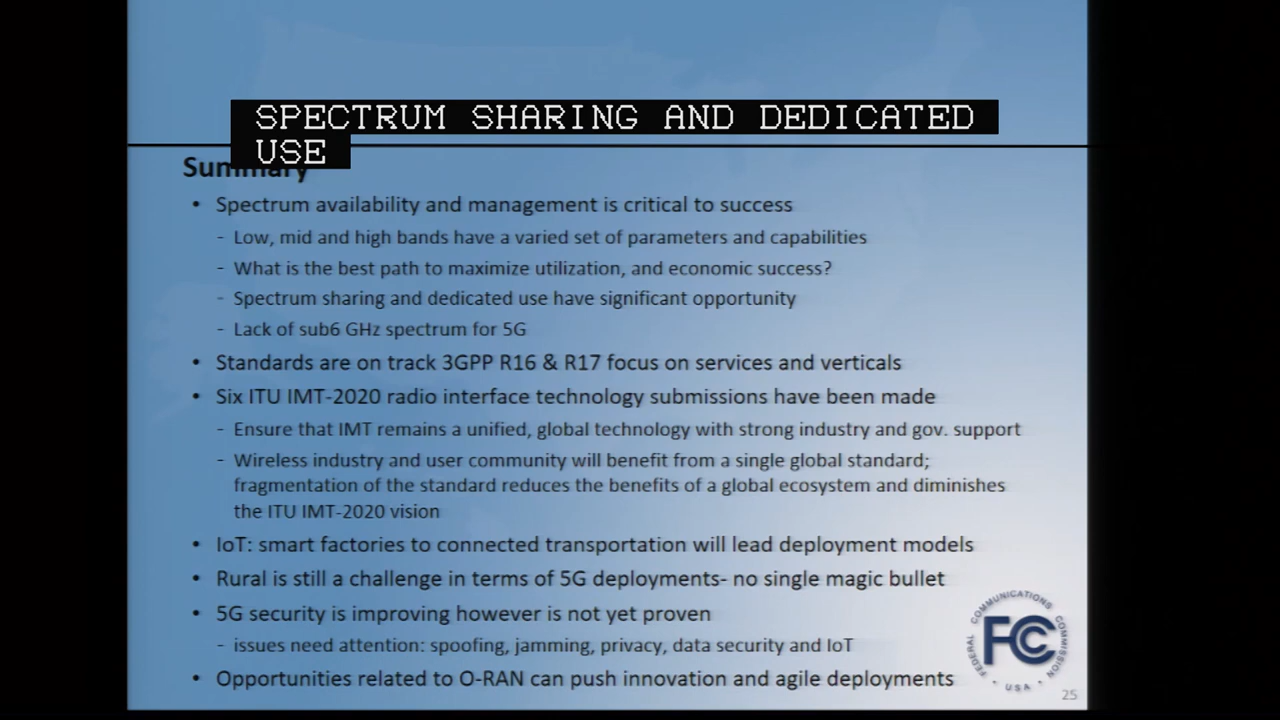 SPECTRUM SHARING AND DEDICATED
USE
Summary
• Spectrum availability and management is critical to success
- Low, mid and high bands have a varied set of parameters and capabilities
- What is the best path to maximize utilization, and economic success?
- Spectrum sharing and dedicated use have significant opportunity
- Lack of sub6 GHz spectrum for 5G
• Standards are on track 3GPP R16 & R17 focus on services and verticals
• Six ITU IMT-2020 radio interface technology submissions have been made
- Ensure that IMT remains a unified, global technology with strong industry and gov. support
- Wireless industry and user community will benefit from a single global standard;
fragmentation of the standard reduces the benefits of a global ecosystem and diminishes
the ITU IMT-2020 vision
• IoT: smart factories to connected transportation will lead deployment models
• Rural is still a challenge in terms of 5G deployments- no single magic bullet
• 5G security is improving however is not yet proven
- issues need attention: spoofing, jamming, privacy, data security and IoT
• Opportunities related to O-RAN can push innovation and agile deployments
FEDERAL COMMUNICATIONS COMMISSION
FCC
• USA •
25